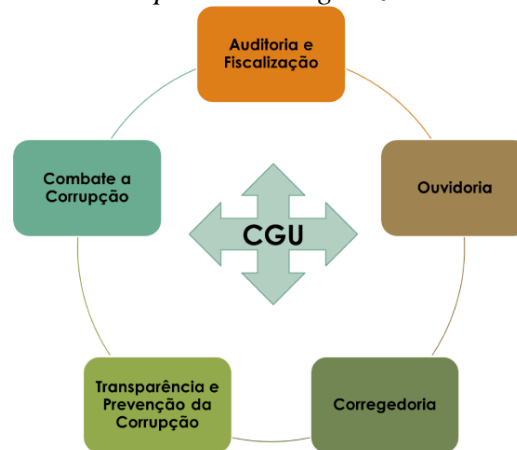 Auditoria e
Fiscalização
Combate a
Corrupção
CGU
Ouvidoria
Transparência e
Prevenção da
Corrupção
Corregedoria